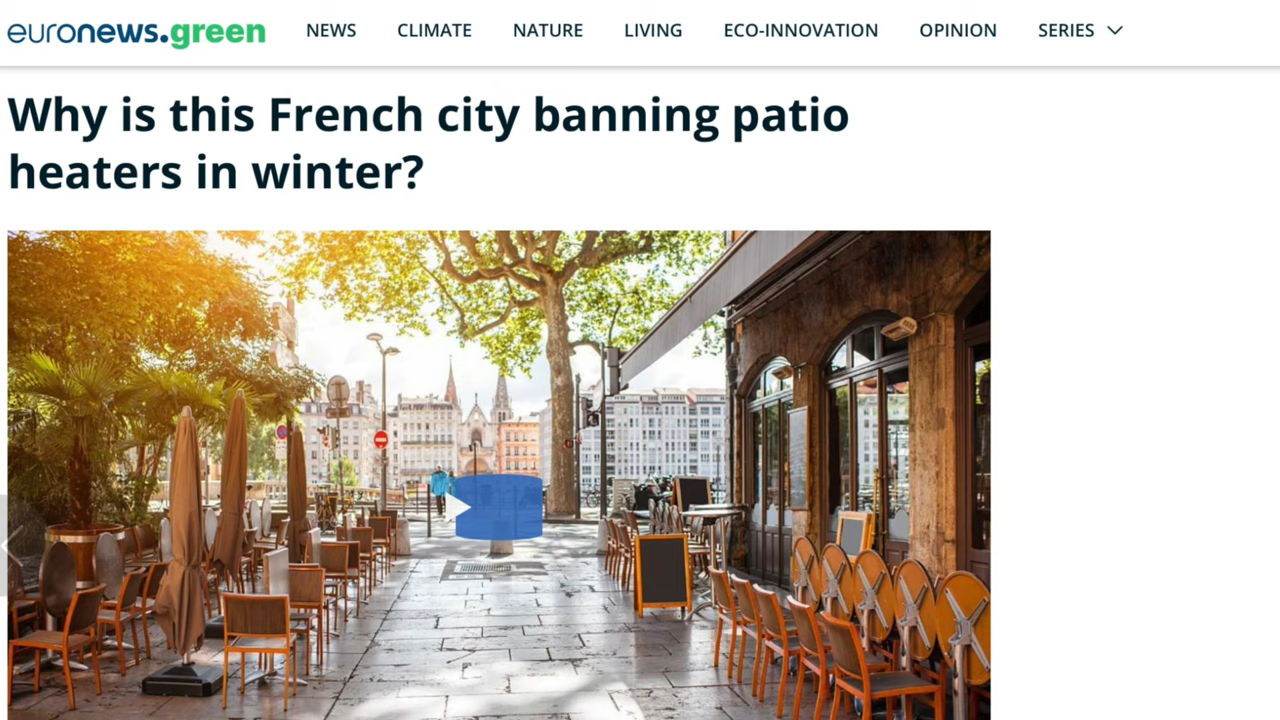 euronews.green
NEWS CLIMATE NATURE LIVING ECO-INNOVATION OPINION SERIES
Why is this French city banning patio
heaters in winter?